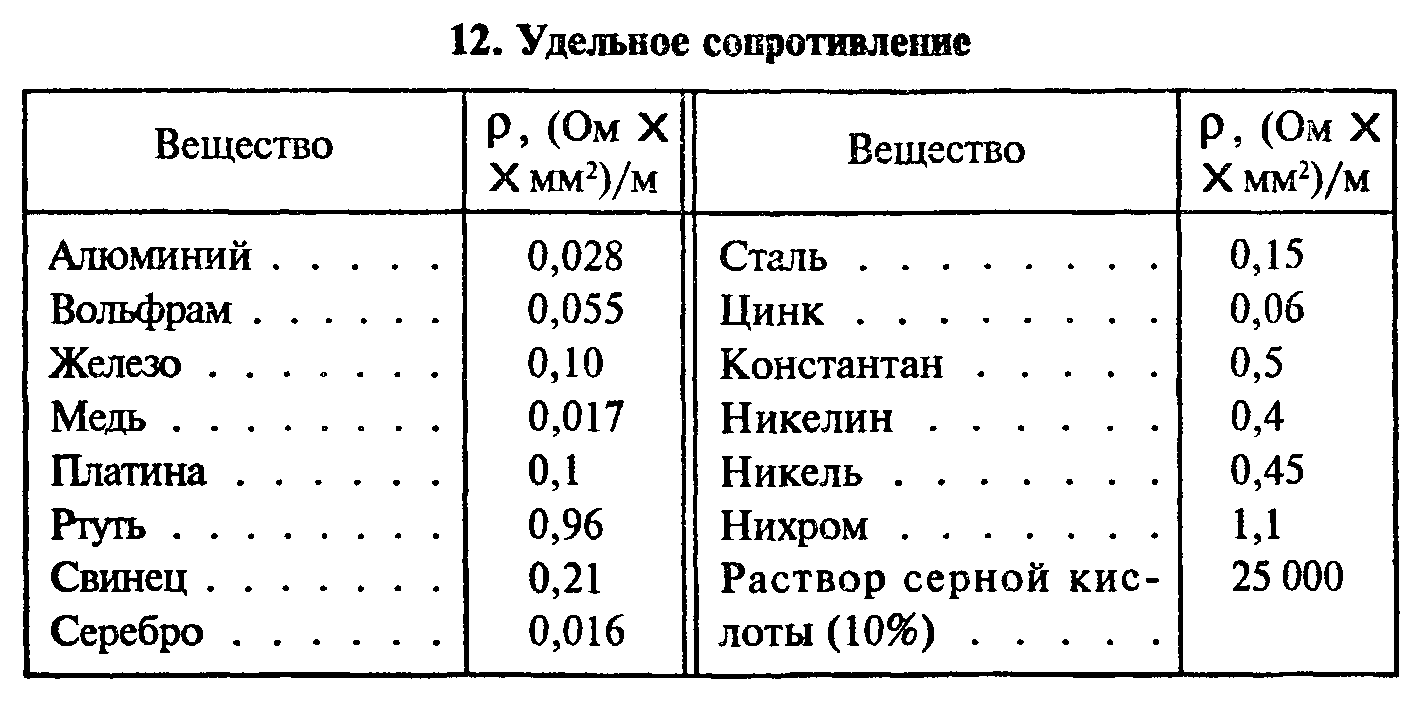 12. Удельное сопротивление
Вещество
ρ, (Ом X
X мм²)/м
Вещество
ρ, (Ом X
X мм²)/м
Алюминий . . . . . 0,028
Вольфрам . . . . . . 0,055
Железо . . . . . . . 0,10
Медь . . . . . . . . 0,017
Платина . . . . . . 0,1
Ртуть . . . . . . . . 0,96
Свинец . . . . . . . 0,21
Серебро . . . . . . 0,016
Сталь . . . . . . . . 0,15
Цинк . . . . . . . . 0,06
Константан . . . . . 0,5
Никелин . . . . . . 0,4
Никель . . . . . . . 0,45
Нихром . . . . . . . 1,1
Раствор серной кис- 25 000
лоты (10%) . . . . .